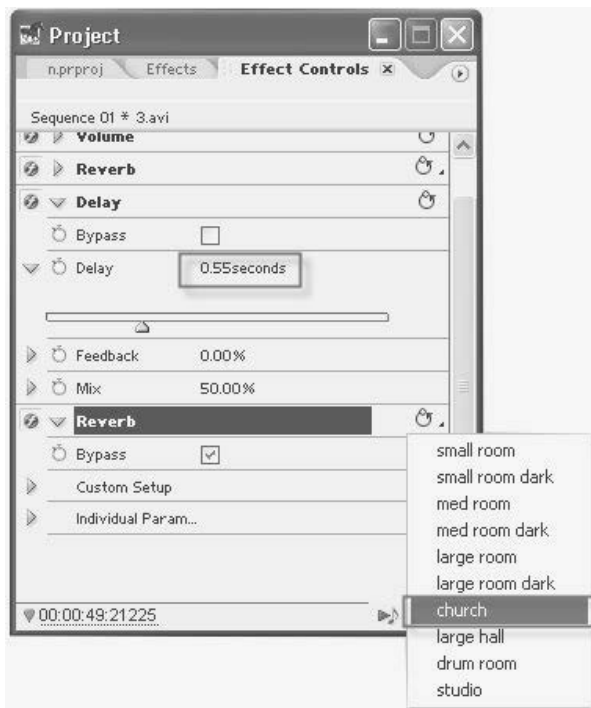 Project
n.prproj Effects Effect Controls x
Sequence 01 * 3.avi
Volume
Reverb
Delay
Bypass
Delay 0.55seconds
Feedback 0.00%
Mix 50.00%
Reverb
Bypass
Custom Setup
Individual Param...
00:00:49:21225
small room
small room dark
med room
med room dark
large room
large room dark
church
large hall
drum room
studio